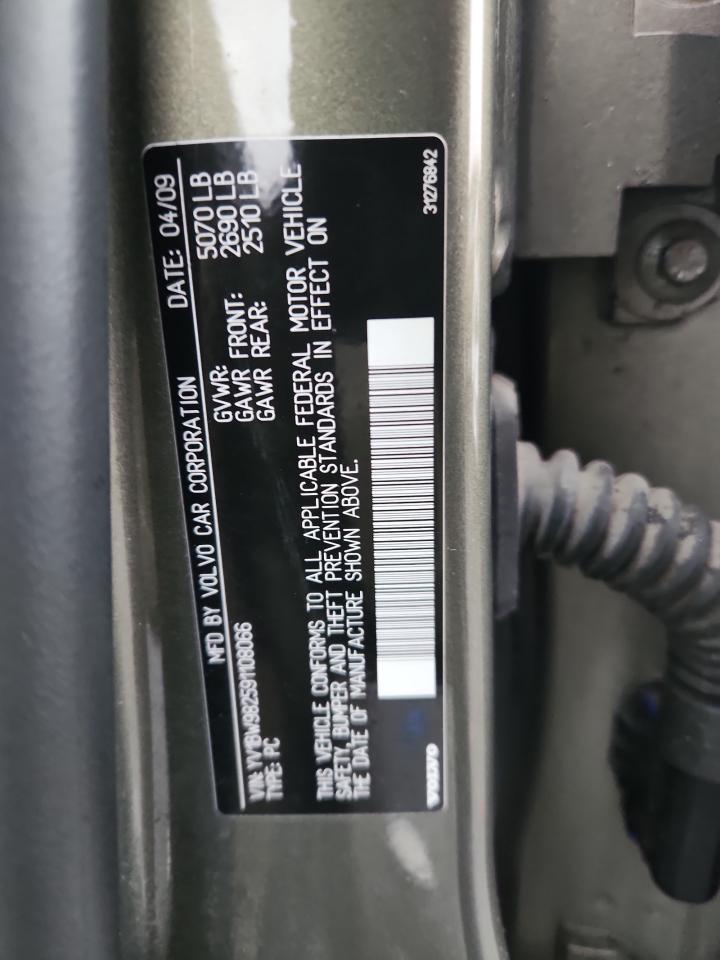 MFD BY VOLVO CAR CORPORATION DATE: 04/09
GVWR: 5070 LB
GAWR FRONT: 2690 LB
GAWR REAR: 2510 LB
VIN: YV1BW982591108066
TYPE: PC
THIS VEHICLE CONFORMS TO ALL APPLICABLE FEDERAL MOTOR VEHICLE
SAFETY, BUMPER AND THEFT PREVENTION STANDARDS IN EFFECT ON
THE DATE OF MANUFACTURE SHOWN ABOVE.
VOLVO 31276842